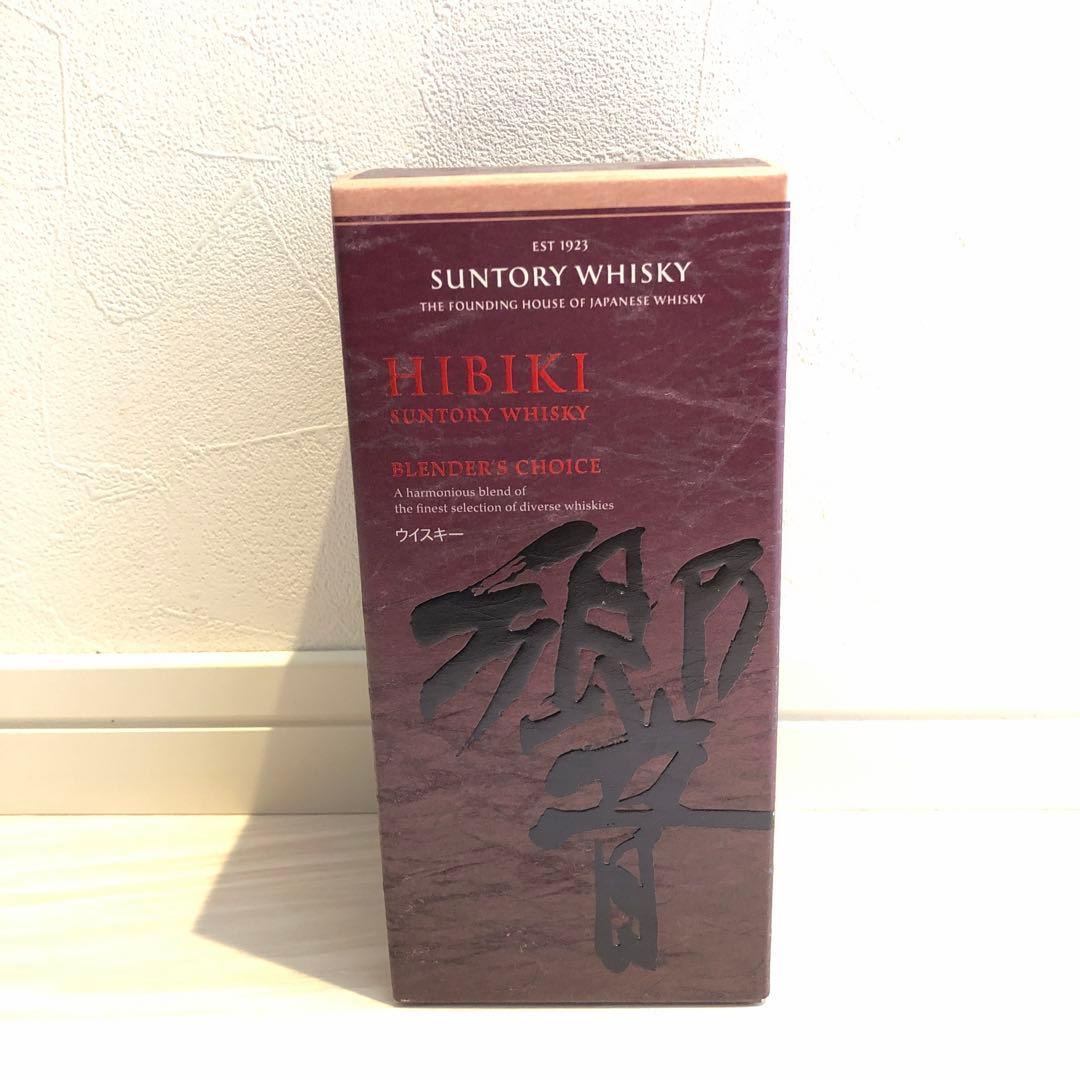 EST 1923
SUNTORY WHISKY
THE FOUNDING HOUSE OF JAPANESE WHISKY
HIBIKI
SUNTORY WHISKY
BLENDER'S CHOICE
A harmonious blend of
the finest selection of diverse whiskies
ウイスキー
響